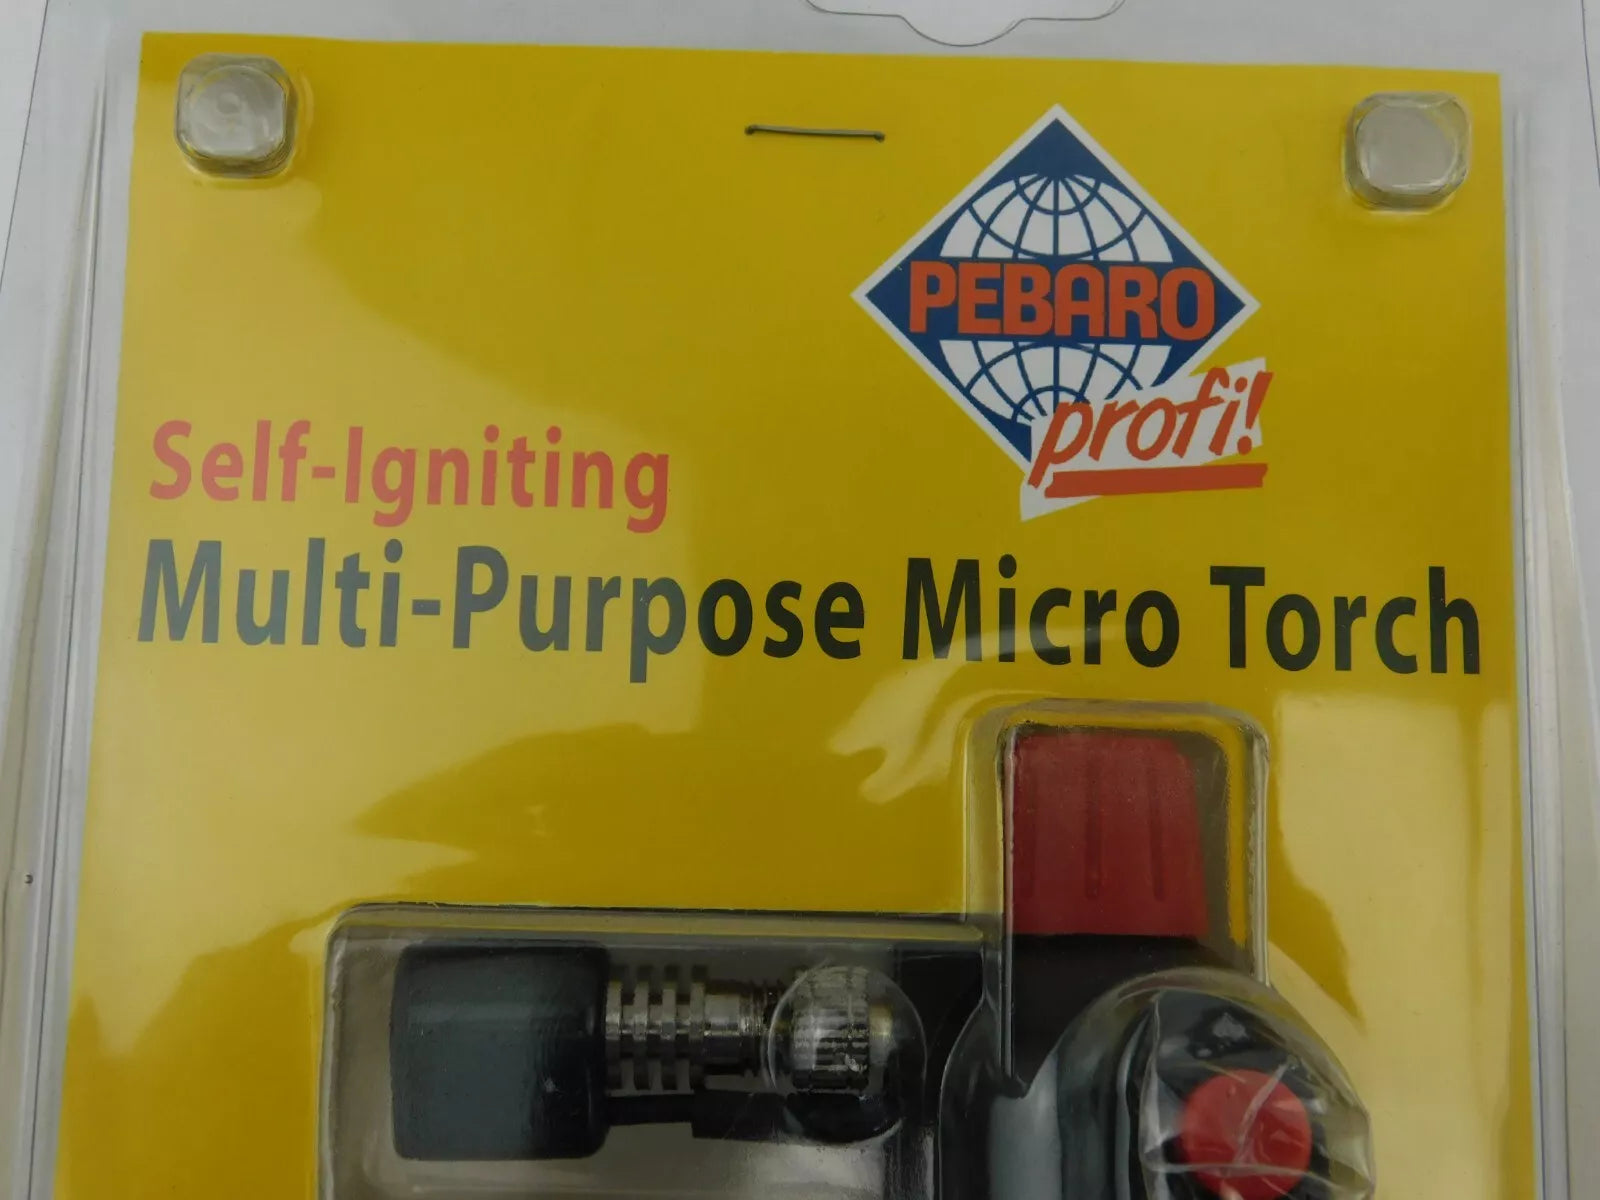 PEBARO
profi!
Self-Igniting
Multi-Purpose Micro Torch